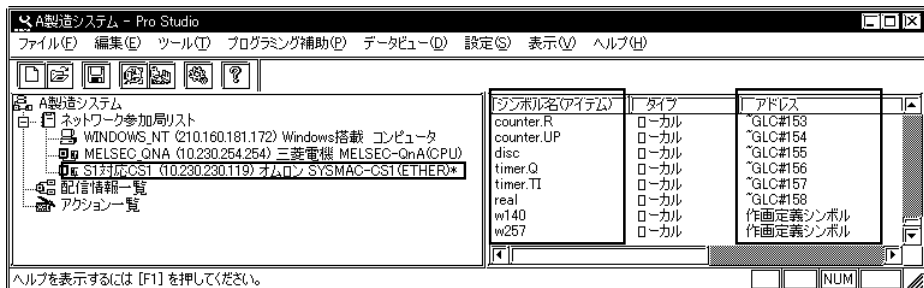 A製造システム - Pro Studio
ファイル(F) 編集(E) ツール(T) プログラミング補助(P) データビュー(D) 設定(S) 表示(V) ヘルプ(H)
A製造システム
ネットワーク参加局リスト
WINDOWS_NT (210.160.181.172) Windows搭載 コンピュータ
MELSEC_QNA (10.230.254.254) 三菱電機 MELSEC-QnA(CPU)
S1対応CS1 (10.230.230.119) オムロン SYSMAC-CS1(ETHER)*
配信情報一覧
アクション一覧
シンボル名(アイテム) タイプ アドレス
counter.R ローカル ~GLC#153
counter.UP ローカル ~GLC#154
disc ローカル ~GLC#155
timer.Q ローカル ~GLC#156
timer.TI ローカル ~GLC#157
real ローカル ~GLC#158
w140 ローカル 作画定義シンボル
w257 ローカル 作画定義シンボル
ヘルプを表示するには [F1] を押してください。
NUM